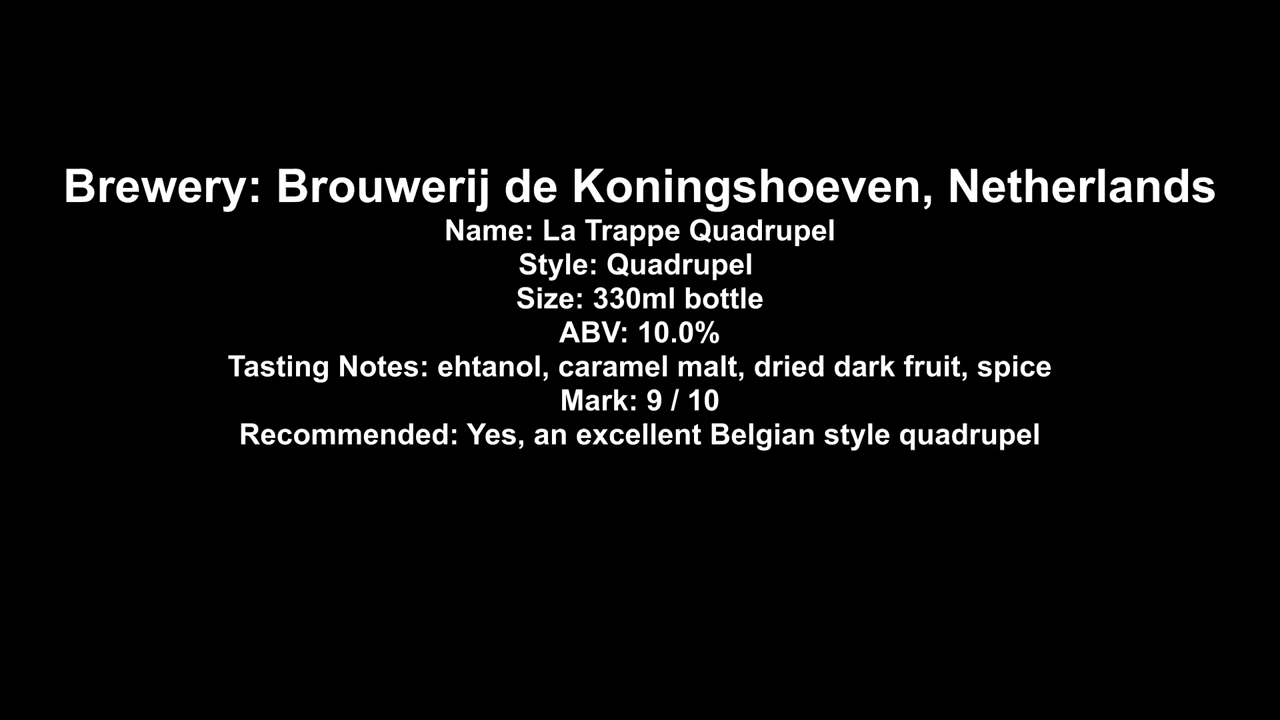 Brewery: Brouwerij de Koningshoeven, Netherlands
Name: La Trappe Quadrupel
Style: Quadrupel
Size: 330ml bottle
ABV: 10.0%
Tasting Notes: ehtanol, caramel malt, dried dark fruit, spice
Mark: 9 / 10
Recommended: Yes, an excellent Belgian style quadrupel